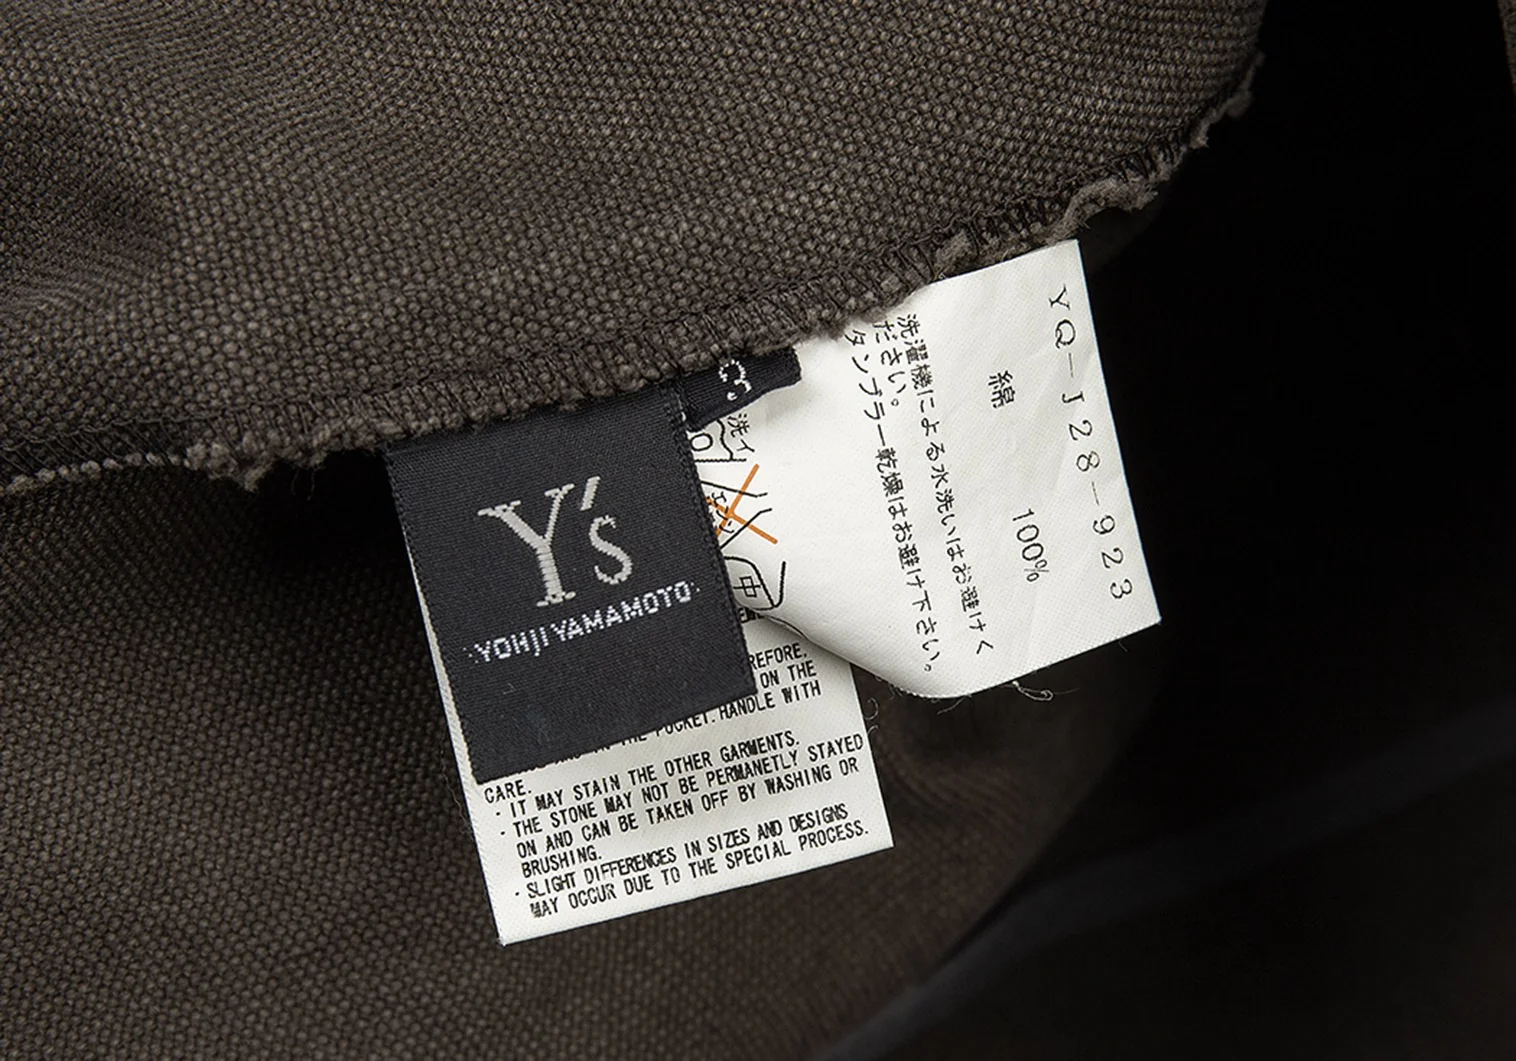 Y's
YOHJI YAMAMOTO
YQ-J28-923
綿
100%
洗濯機による水洗いはお避けく
ださい。
タンブラー乾燥はお避け下さい。
中
REFORE,
ON THE
IN THE POCKET. HANDLE WITH
CARE.
・IT MAY STAIN THE OTHER GARMENTS.
・THE STONE MAY NOT BE PERMANETLY STAYED
ON AND CAN BE TAKEN OFF BY WASHING OR
BRUSHING.
・SLIGHT DIFFERENCES IN SIZES AND DESIGNS
MAY OCCUR DUE TO THE SPECIAL PROCESS.